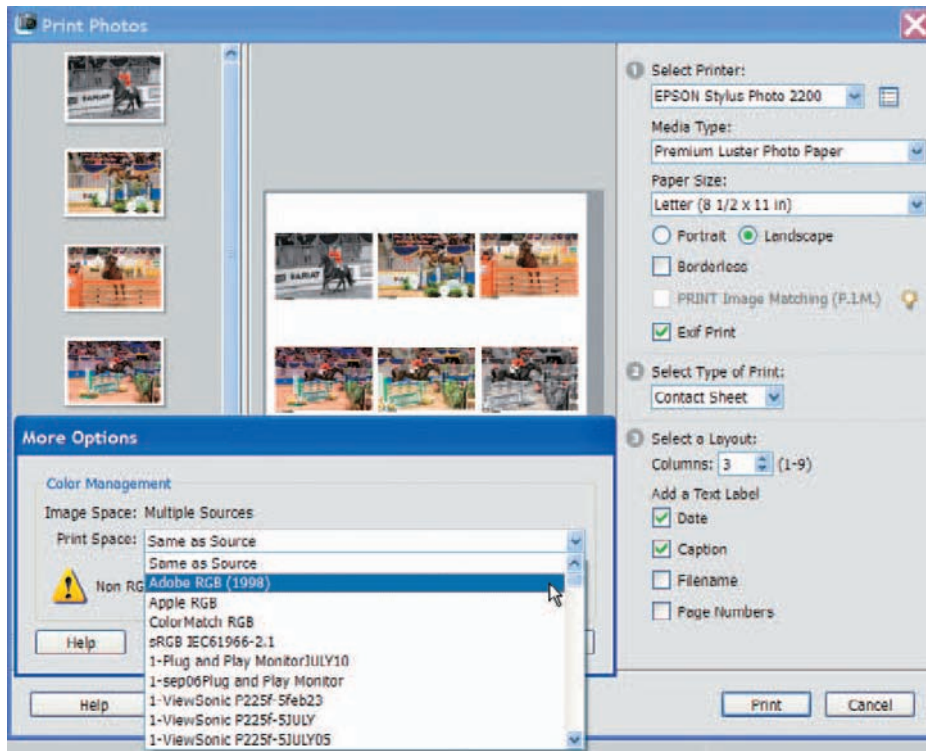 Print Photos
1 Select Printer:
EPSON Stylus Photo 2200
Media Type:
Premium Luster Photo Paper
Paper Size:
Letter (8 1/2 x 11 in)
Portrait Landscape
Borderless
PRINT Image Matching (P.I.M.)
Exif Print
2 Select Type of Print:
Contact Sheet
3 Select a Layout:
Columns: 3 (1-9)
Add a Text Label
Date
Caption
Filename
Page Numbers
More Options
Color Management
Image Space: Multiple Sources
Print Space: Same as Source
Same as Source
Non RG
Adobe RGB (1998)
Apple RGB
ColorMatch RGB
sRGB IEC61966-2.1
1-Plug and Play MonitorJULY10
1-sep06Plug and Play Monitor
1-ViewSonic P225f-5feb23
1-ViewSonic P225f-5JULY
1-ViewSonic P225f-5JULY05
Help
Help
Print Cancel